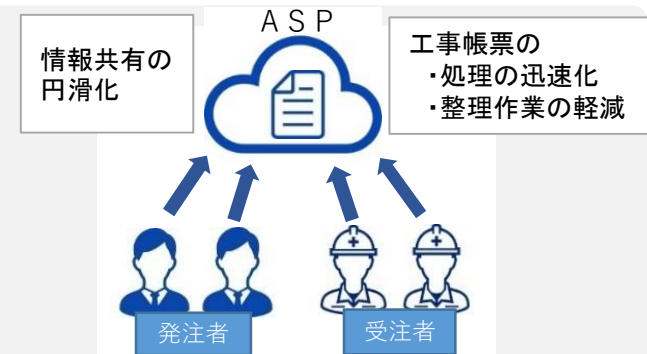 ＡＳＰ
情報共有の
円滑化
工事帳票の
・処理の迅速化
・整理作業の軽減
発注者
受注者